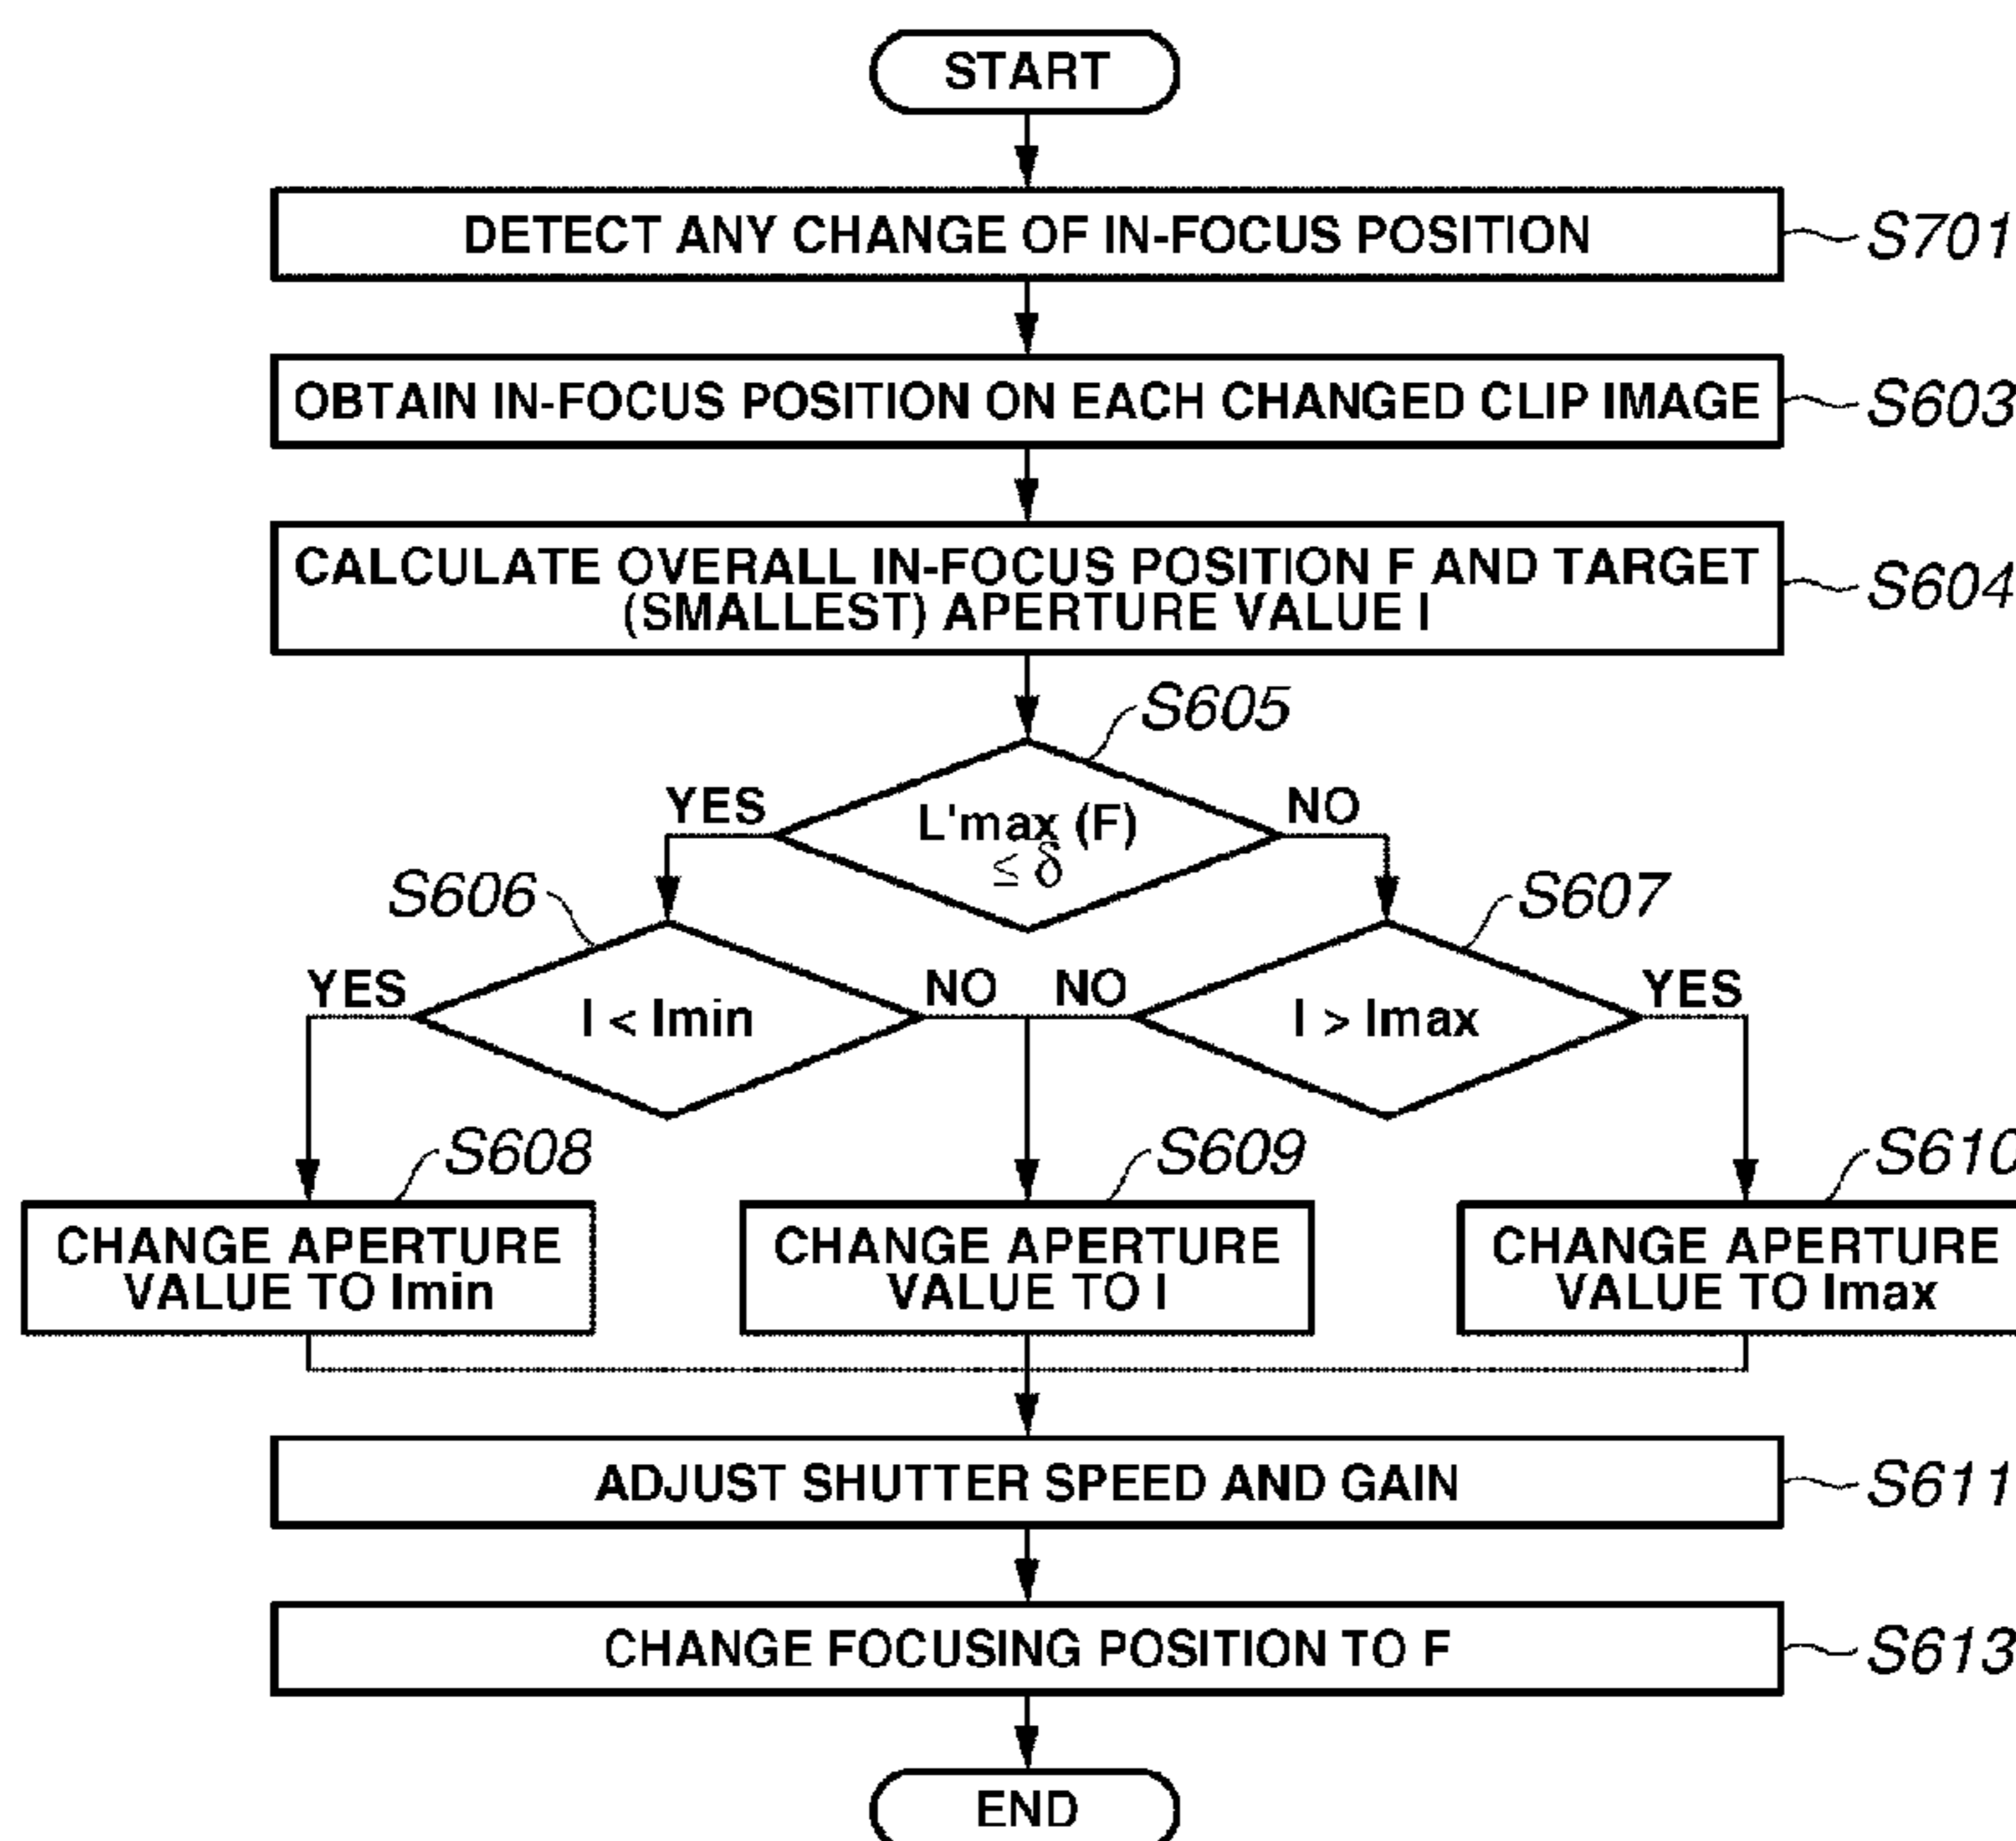 START
DETECT ANY CHANGE OF IN-FOCUS POSITION
S701
OBTAIN IN-FOCUS POSITION ON EACH CHANGED CLIP IMAGE
S603
CALCULATE OVERALL IN-FOCUS POSITION F AND TARGET
(SMALLEST) APERTURE VALUE I
S604
S605
YES
L'max (F)
≤ δ
NO
S606
S607
YES
I < Imin
NO
NO
I > Imax
YES
S608
S609
S610
CHANGE APERTURE
VALUE TO Imin
CHANGE APERTURE
VALUE TO I
CHANGE APERTURE
VALUE TO Imax
ADJUST SHUTTER SPEED AND GAIN
S611
CHANGE FOCUSING POSITION TO F
S613
END